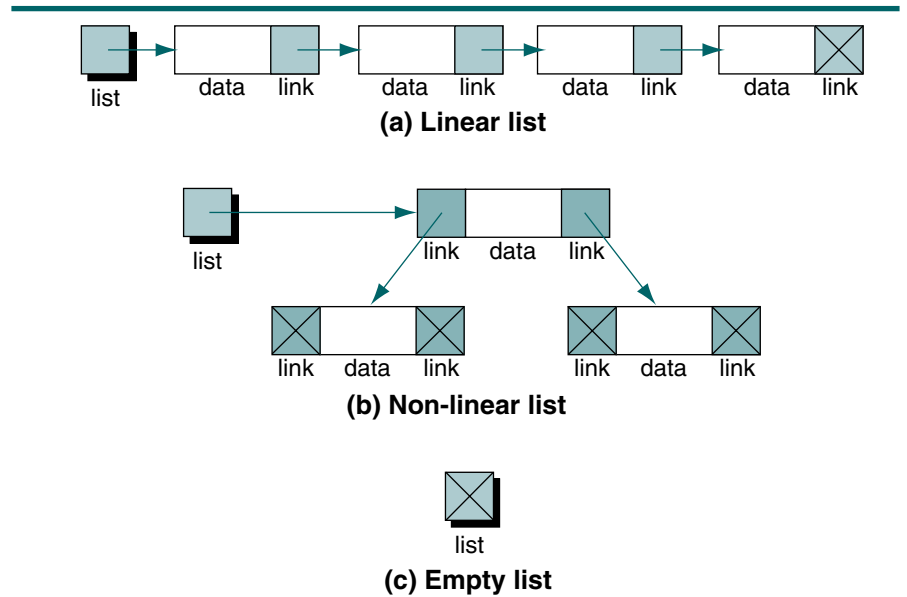 list
data link data link data link data link
(a) Linear list
list
link data link
link data link link data link
(b) Non-linear list
list
(c) Empty list